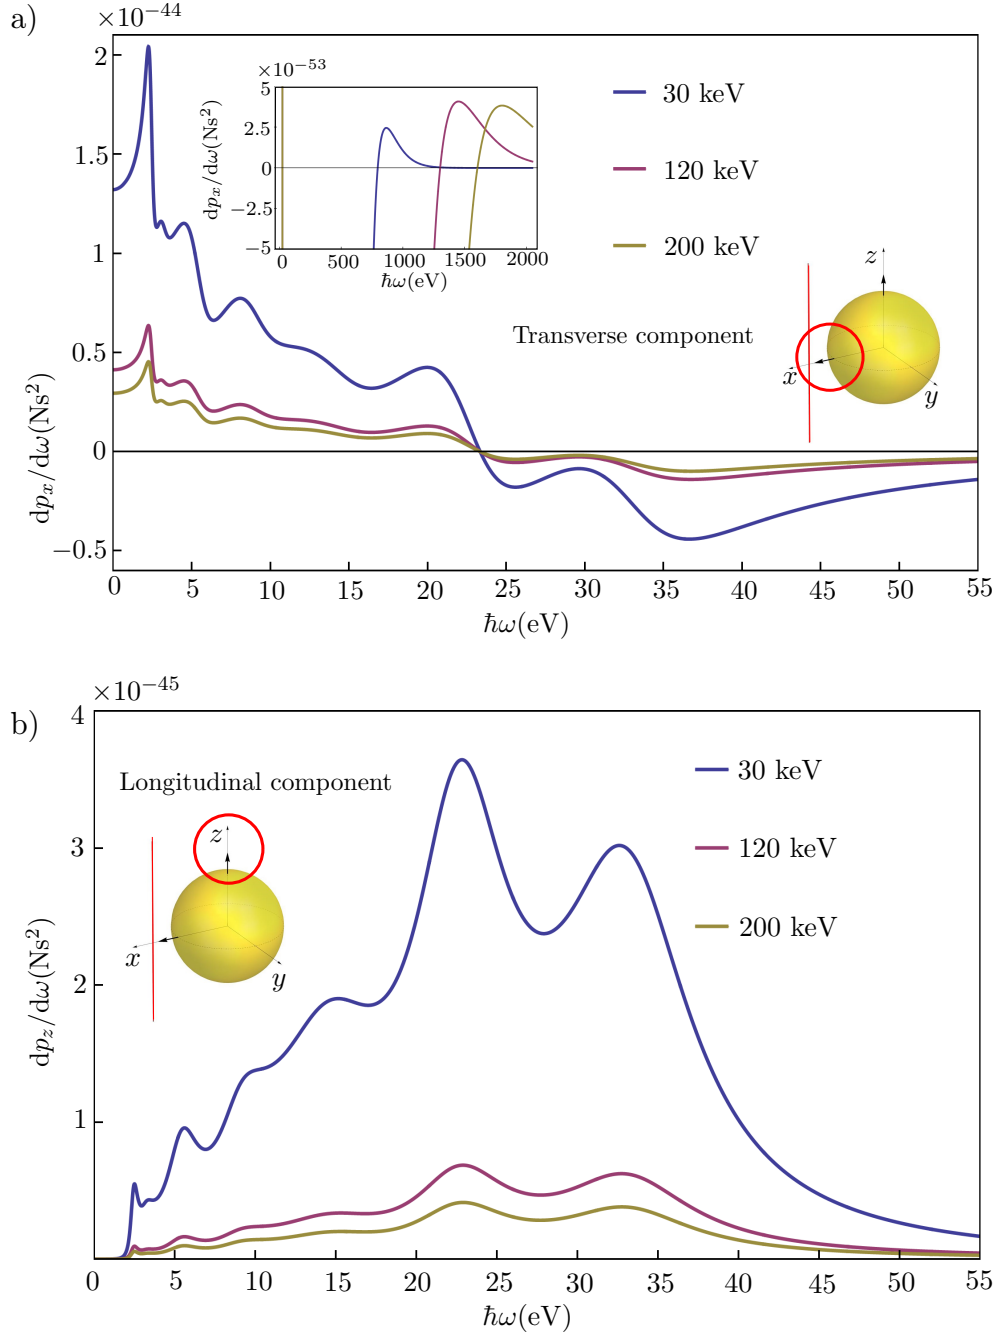 a)
×10⁻⁴⁴
dpₓ/dω(Ns²)
2
1.5
1
0.5
0
−0.5
0 5 10 15 20 25 30 35 40 45 50 55
ħω(eV)
×10⁻⁵³
dpₓ/dω(Ns²)
5
2.5
0
−2.5
−5
0 500 1000 1500 2000
ħω(eV)
30 keV
120 keV
200 keV
Transverse component
z
x
y
b)
×10⁻⁴⁵
dp_z/dω(Ns²)
4
3
2
1
0 5 10 15 20 25 30 35 40 45 50 55
ħω(eV)
Longitudinal component
z
x
y
30 keV
120 keV
200 keV